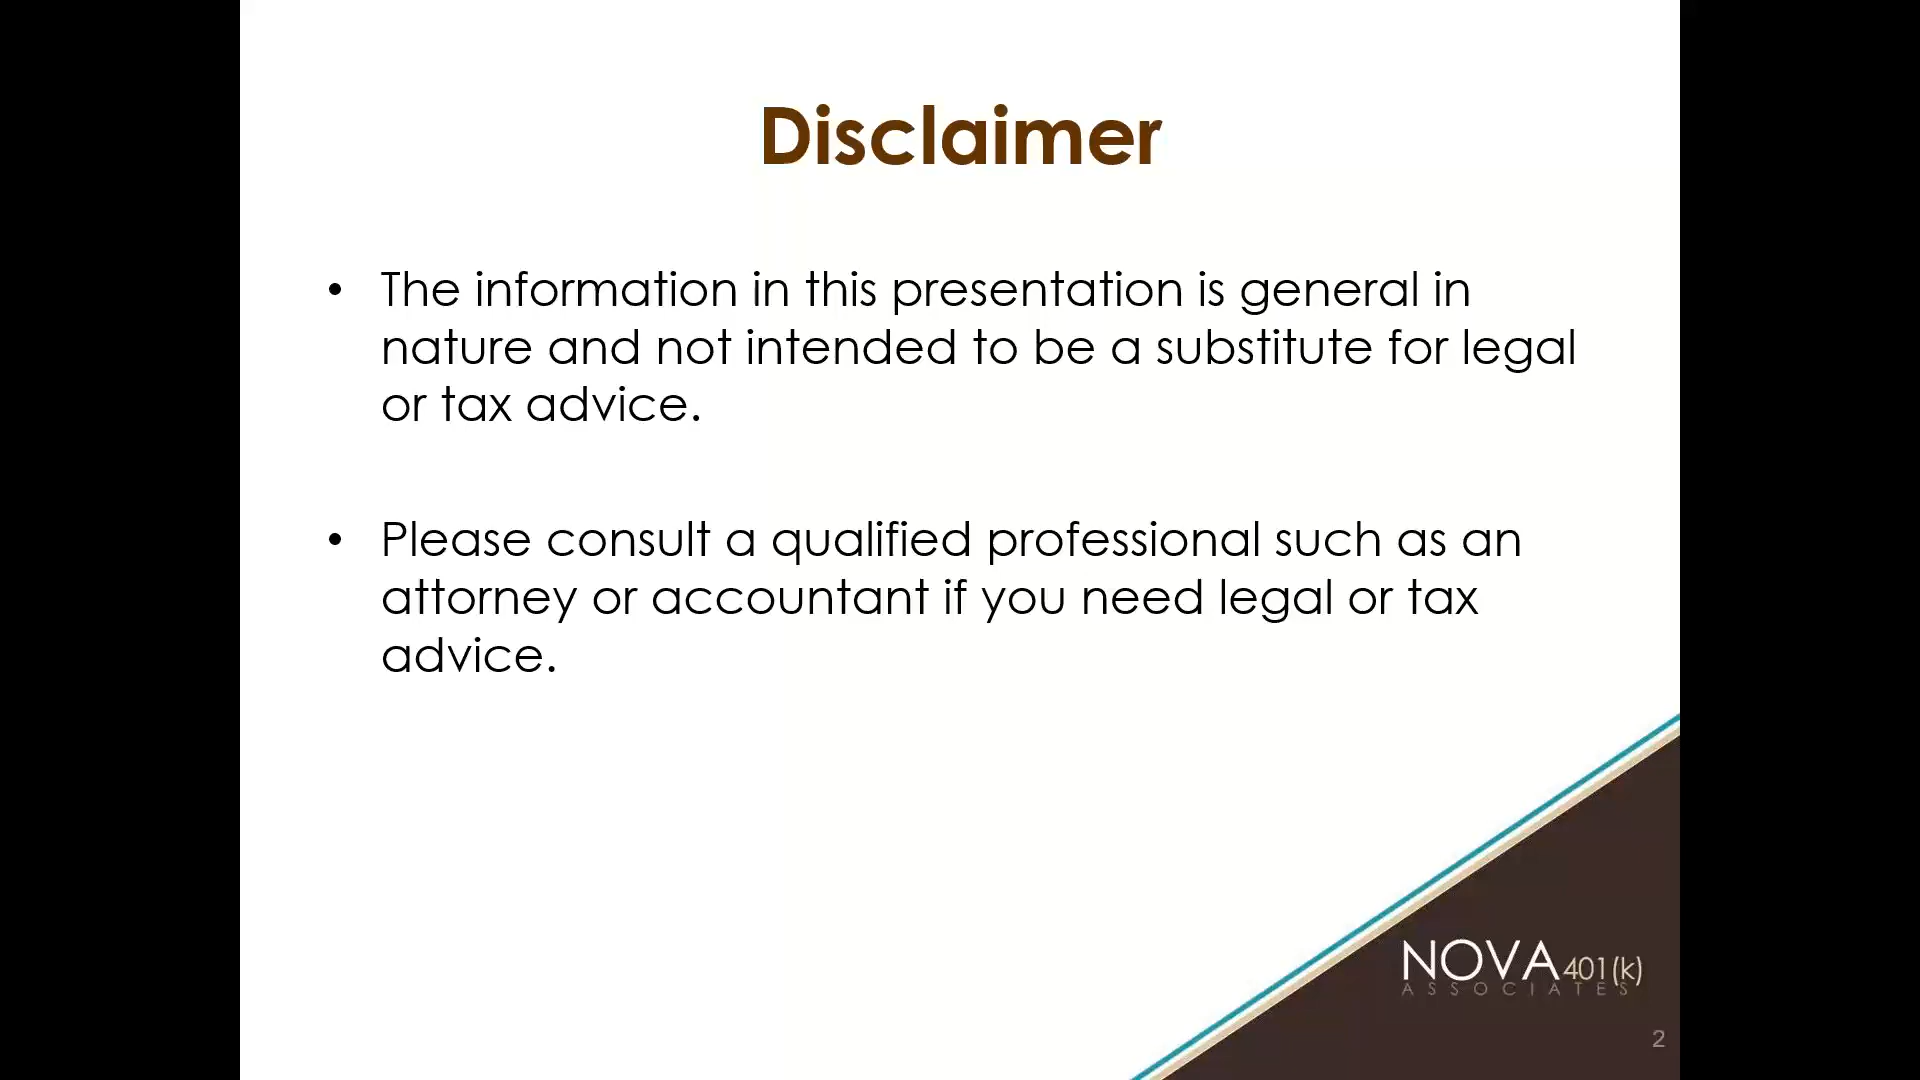 Disclaimer
• The information in this presentation is general in
nature and not intended to be a substitute for legal
or tax advice.
• Please consult a qualified professional such as an
attorney or accountant if you need legal or tax
advice.
NOVA 401(k)
ASSOCIATES
2